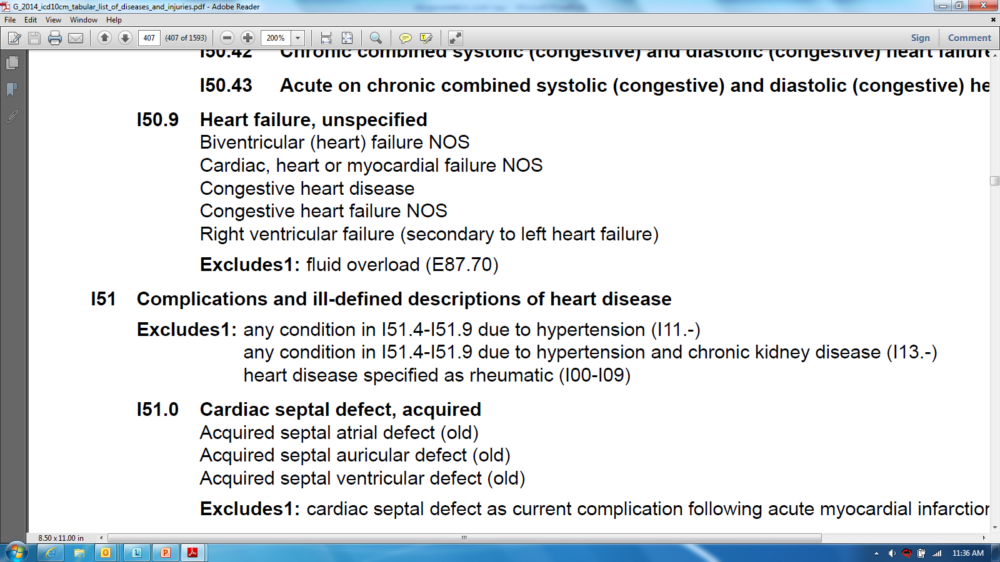 G_2014_icd10cm_tabular_list_of_diseases_and_injuries.pdf - Adobe Reader
File Edit View Window Help
407 (407 of 1593) 200% Sign Comment
I50.42 Chronic combined systolic (congestive) and diastolic (congestive) heart failure
I50.43 Acute on chronic combined systolic (congestive) and diastolic (congestive) he
I50.9 Heart failure, unspecified
Biventricular (heart) failure NOS
Cardiac, heart or myocardial failure NOS
Congestive heart disease
Congestive heart failure NOS
Right ventricular failure (secondary to left heart failure)
Excludes1: fluid overload (E87.70)
I51 Complications and ill-defined descriptions of heart disease
Excludes1: any condition in I51.4-I51.9 due to hypertension (I11.-)
any condition in I51.4-I51.9 due to hypertension and chronic kidney disease (I13.-)
heart disease specified as rheumatic (I00-I09)
I51.0 Cardiac septal defect, acquired
Acquired septal atrial defect (old)
Acquired septal auricular defect (old)
Acquired septal ventricular defect (old)
Excludes1: cardiac septal defect as current complication following acute myocardial infarction
8.50 x 11.00 in
11:36 AM